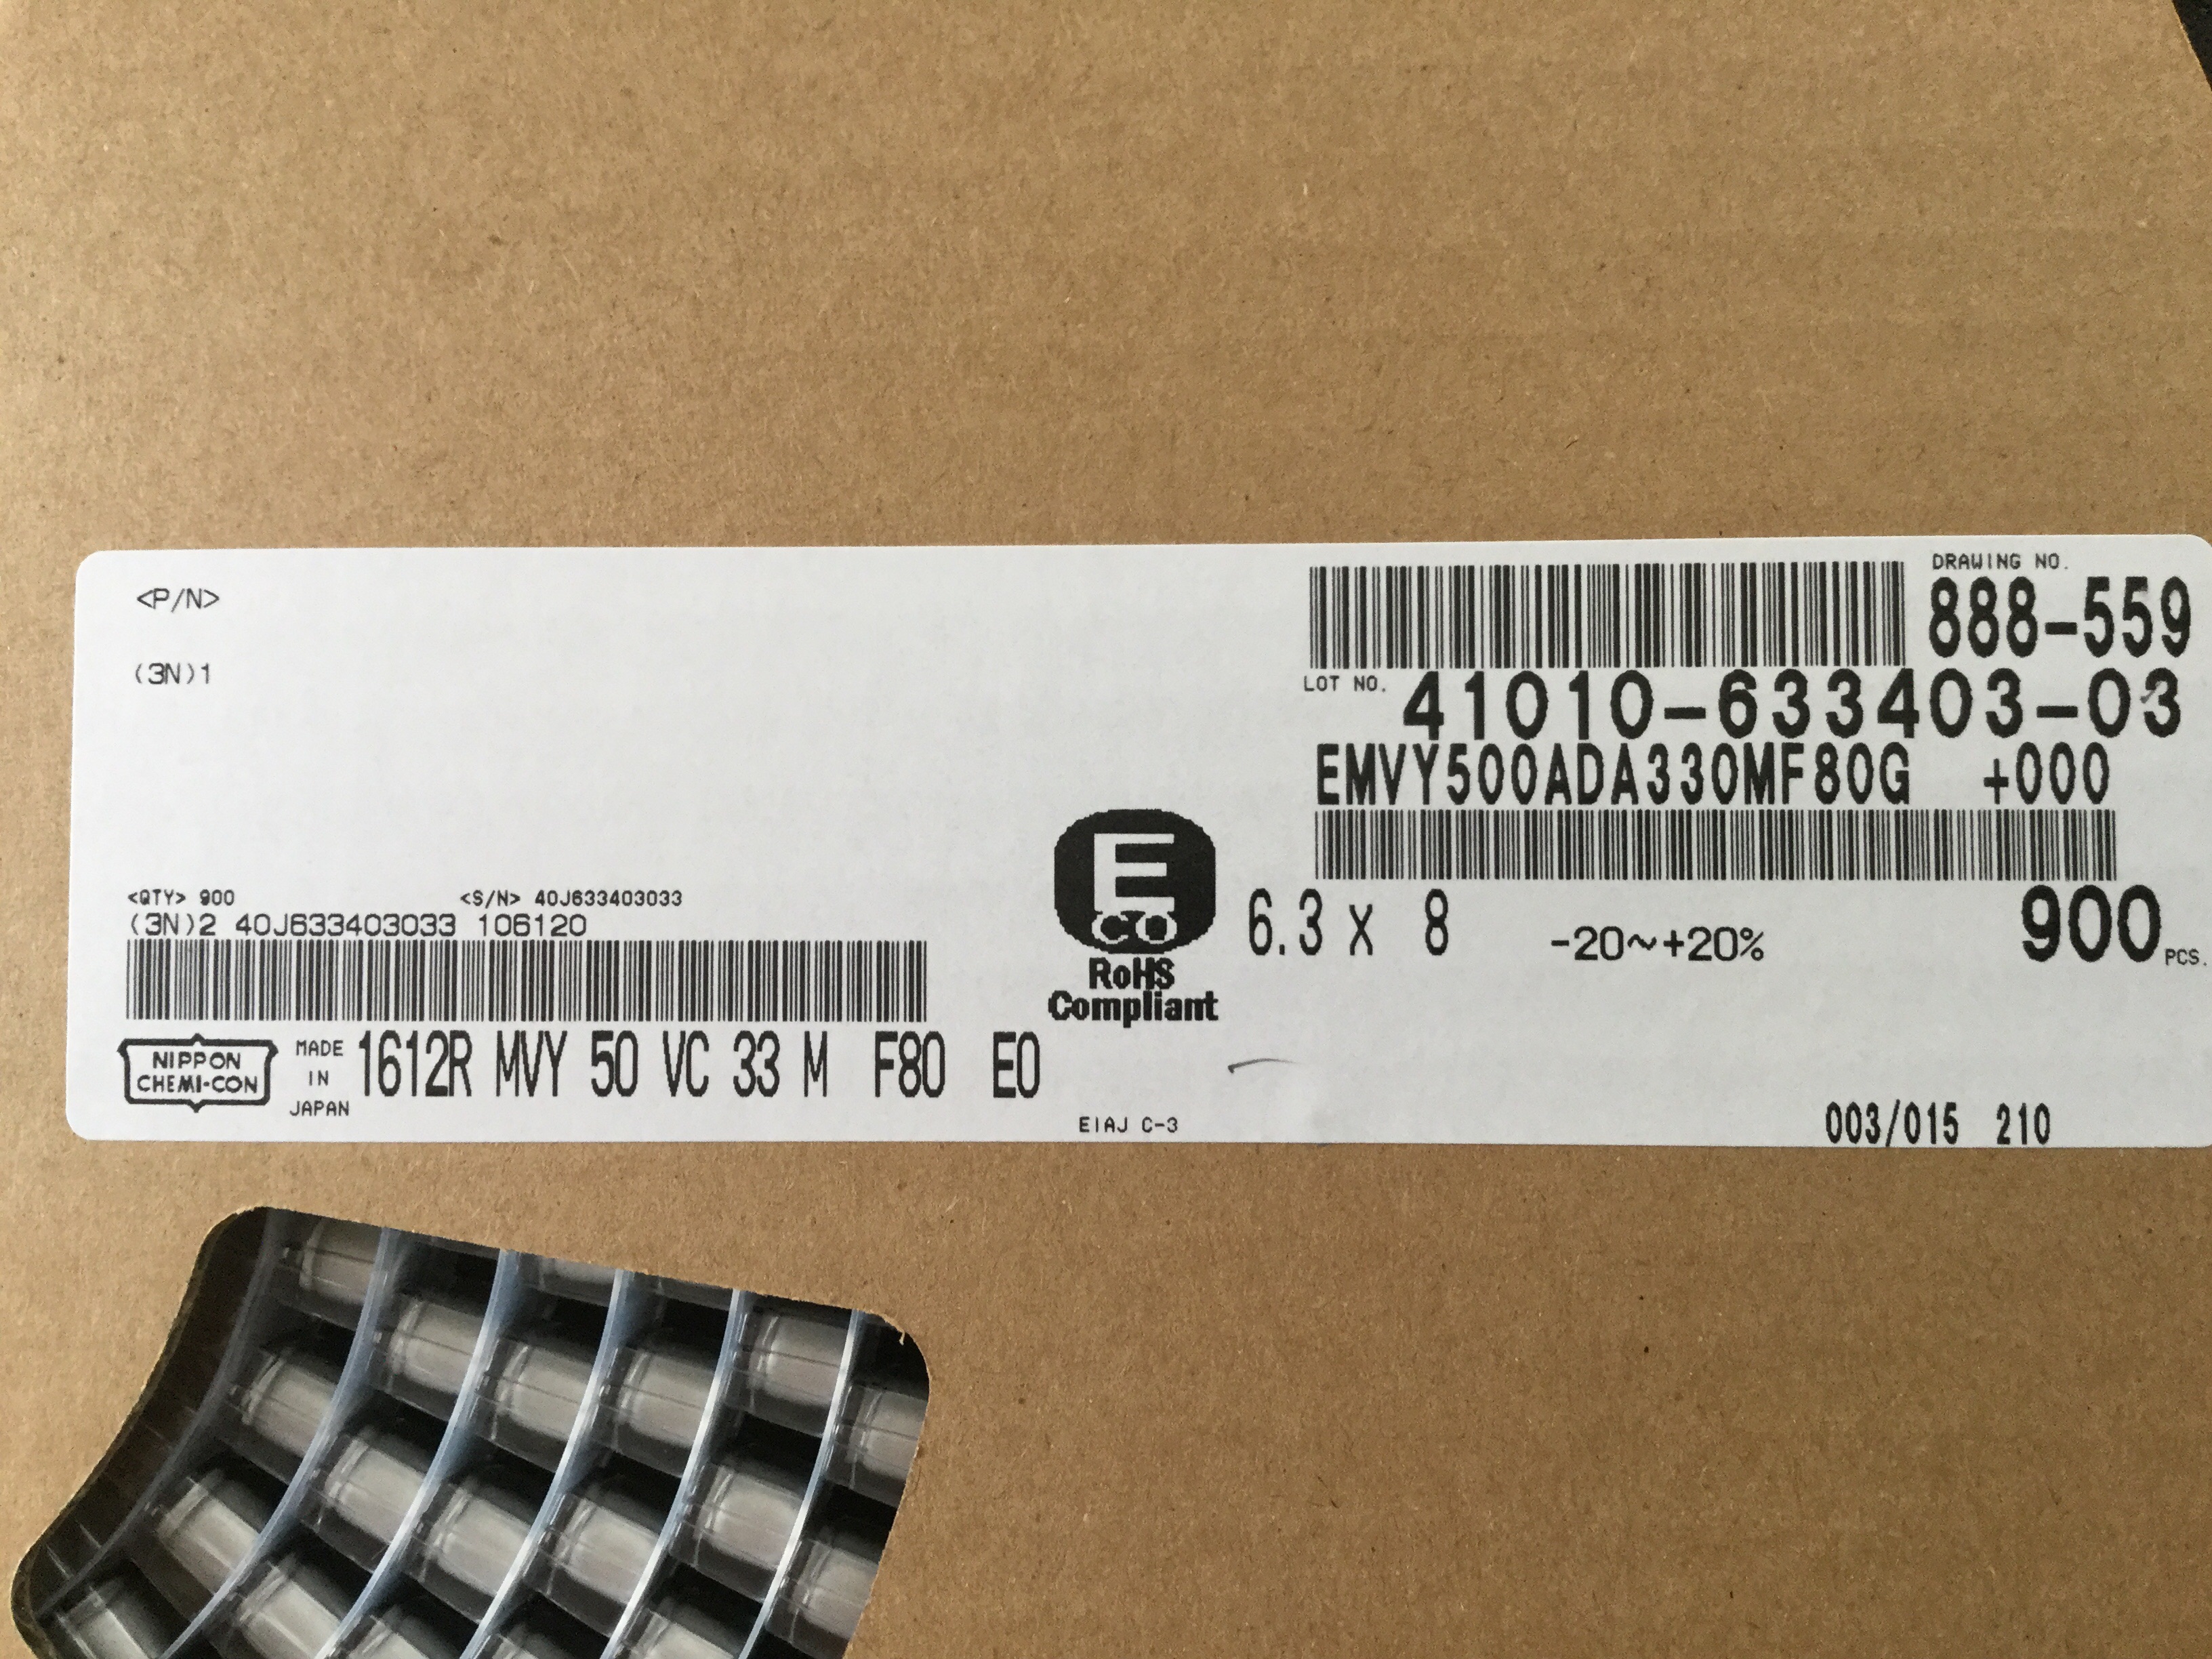 <P/N>
(3N)1
DRAWING NO.
888-559
LOT NO. 41010-633403-03
EMVY500ADA330MF80G +000
<QTY> 900 <S/N> 40J633403033
(3N)2 40J633403033 106120
E
CO
RoHS
Compliant
6.3 x 8 -20~+20% 900 PCS.
NIPPON
CHEMI-CON
MADE
IN
JAPAN
1612R MVY 50 VC 33 M F80 E0
EIAJ C-3
003/015 210